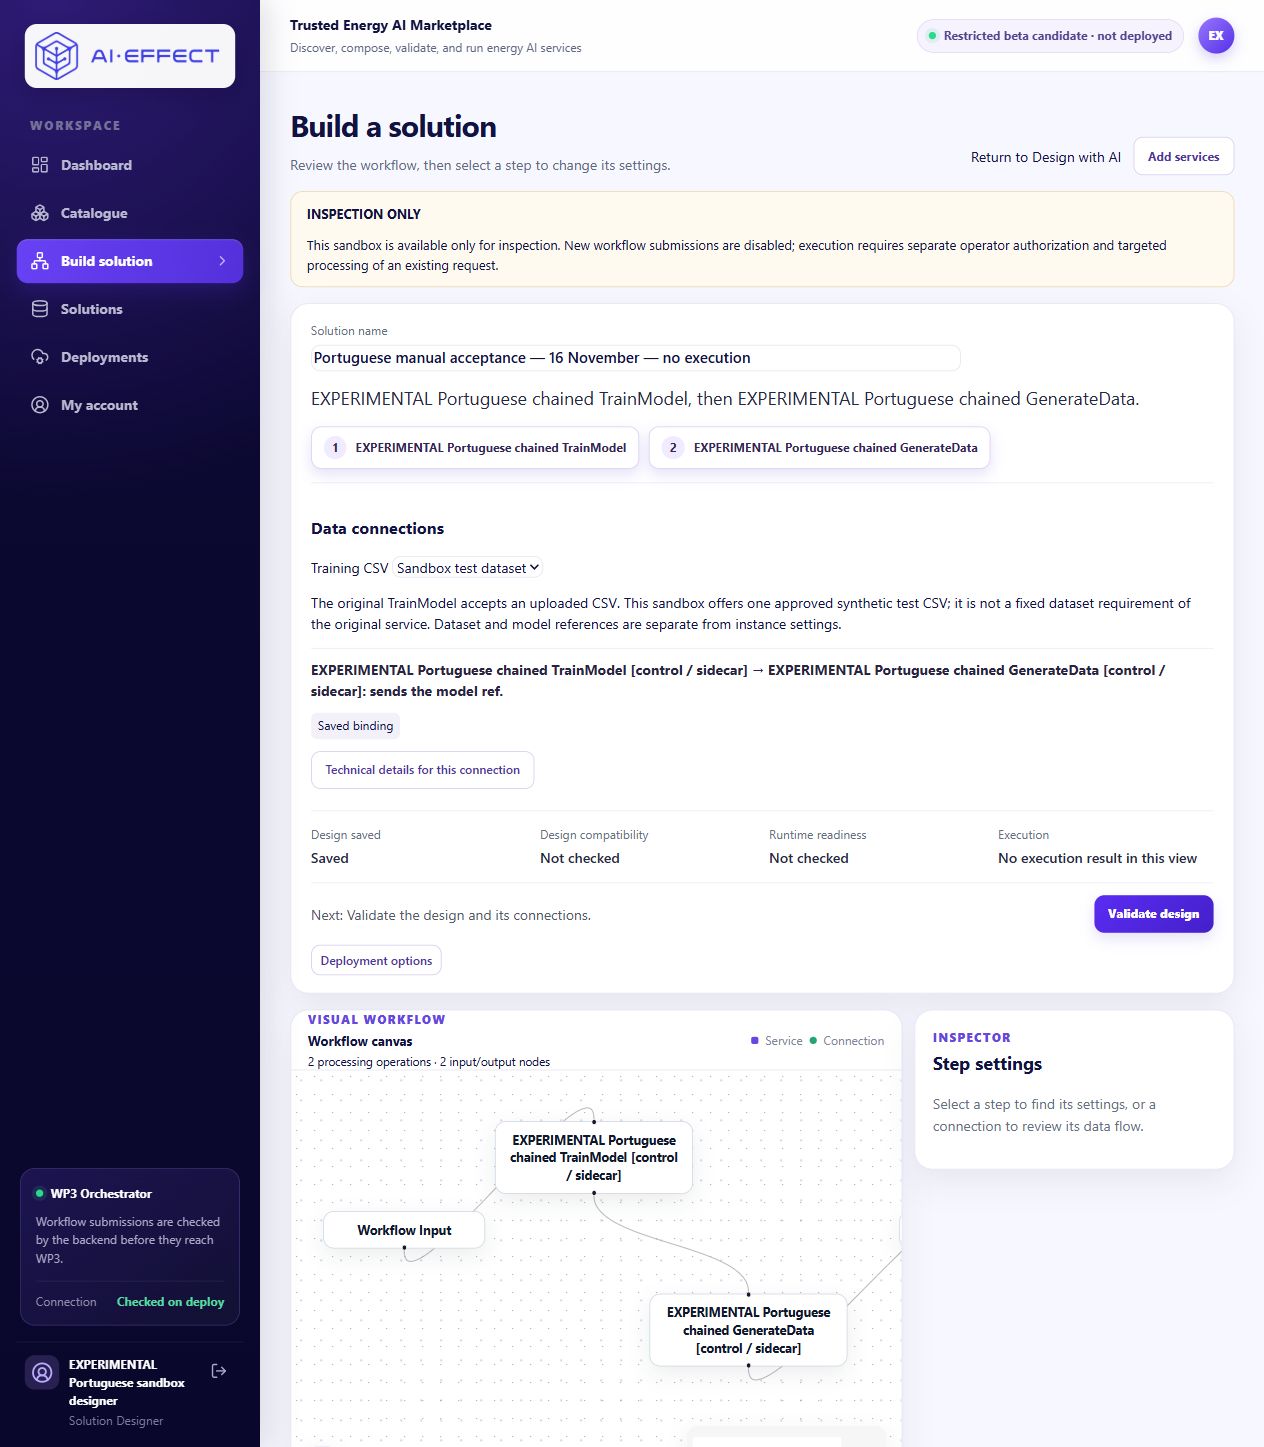 AI·EFFECT
WORKSPACE
Dashboard
Catalogue
Build solution
Solutions
Deployments
My account
WP3 Orchestrator
Workflow submissions are checked
by the backend before they reach
WP3.
Connection Checked on deploy
EXPERIMENTAL
Portuguese sandbox
designer
Solution Designer
Trusted Energy AI Marketplace
Discover, compose, validate, and run energy AI services
Restricted beta candidate · not deployed
EX
Build a solution
Review the workflow, then select a step to change its settings.
Return to Design with AI
Add services
INSPECTION ONLY
This sandbox is available only for inspection. New workflow submissions are disabled; execution requires separate operator authorization and targeted
processing of an existing request.
Solution name
Portuguese manual acceptance — 16 November — no execution
EXPERIMENTAL Portuguese chained TrainModel, then EXPERIMENTAL Portuguese chained GenerateData.
1 EXPERIMENTAL Portuguese chained TrainModel
2 EXPERIMENTAL Portuguese chained GenerateData
Data connections
Training CSV Sandbox test dataset
The original TrainModel accepts an uploaded CSV. This sandbox offers one approved synthetic test CSV; it is not a fixed dataset requirement of
the original service. Dataset and model references are separate from instance settings.
EXPERIMENTAL Portuguese chained TrainModel [control / sidecar] → EXPERIMENTAL Portuguese chained GenerateData [control /
sidecar]: sends the model ref.
Saved binding
Technical details for this connection
Design saved
Saved
Design compatibility
Not checked
Runtime readiness
Not checked
Execution
No execution result in this view
Next: Validate the design and its connections.
Validate design
Deployment options
VISUAL WORKFLOW
Workflow canvas
2 processing operations · 2 input/output nodes
Service
Connection
EXPERIMENTAL Portuguese
chained TrainModel [control
/ sidecar]
Workflow Input
EXPERIMENTAL Portuguese
chained GenerateData
[control / sidecar]
INSPECTOR
Step settings
Select a step to find its settings, or a
connection to review its data flow.